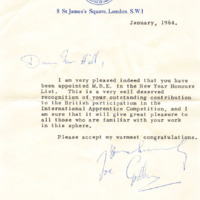 8 St James's Square, London. S.W.1
January, 1964.
Dear Mr Hill,
I am very pleased indeed that you have
been appointed M.B.E. in the New Year Honours
List. This is a very well deserved
recognition of your outstanding contribution
to the British participation in the
International Apprentice Competition, and I
am sure that it will give great pleasure to
all those who are familiar with your work
in this sphere.
Please accept my warmest congratulations.